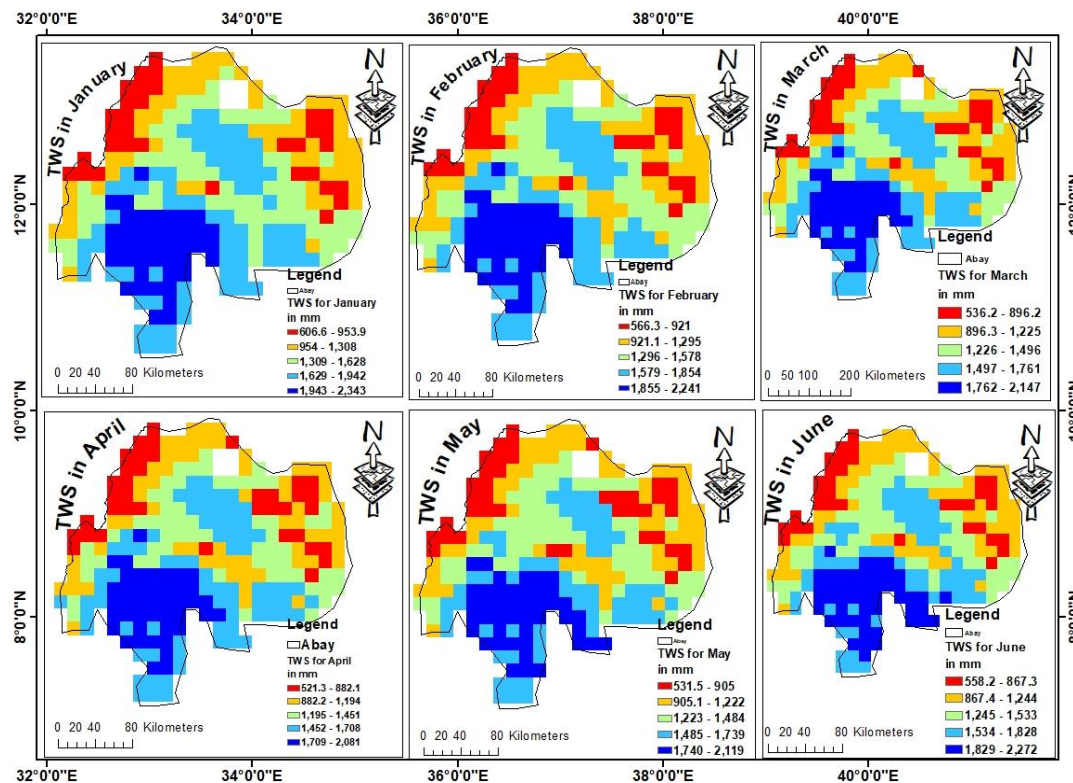 32°0'0"E 34°0'0"E 36°0'0"E 38°0'0"E 40°0'0"E
12°0'0"N
10°0'0"N
8°0'0"N
TWS in January
N
Legend
Abay
TWS for January
in mm
606.6 - 953.9
954 - 1,308
1,309 - 1,628
1,629 - 1,942
1,943 - 2,343
0 20 40 80 Kilometers
TWS in February
N
Legend
Abay
TWS for February
in mm
566.3 - 921
921.1 - 1,295
1,296 - 1,578
1,579 - 1,854
1,855 - 2,241
0 20 40 80 Kilometers
TWS in March
N
Legend
Abay
TWS for March
in mm
536.2 - 896.2
896.3 - 1,225
1,226 - 1,496
1,497 - 1,761
1,762 - 2,147
0 50 100 200 Kilometers
TWS in April
N
Legend
Abay
TWS for April
in mm
521.3 - 882.1
882.2 - 1,194
1,195 - 1,451
1,452 - 1,708
1,709 - 2,081
0 20 40 80 Kilometers
TWS in May
N
Legend
Abay
TWS for May
in mm
531.5 - 905
905.1 - 1,222
1,223 - 1,484
1,485 - 1,739
1,740 - 2,119
0 20 40 80 Kilometers
TWS in June
N
Legend
Abay
TWS for June
in mm
558.2 - 867.3
867.4 - 1,244
1,245 - 1,533
1,534 - 1,828
1,829 - 2,272
0 20 40 80 Kilometers
32°0'0"E 34°0'0"E 36°0'0"E 38°0'0"E 40°0'0"E